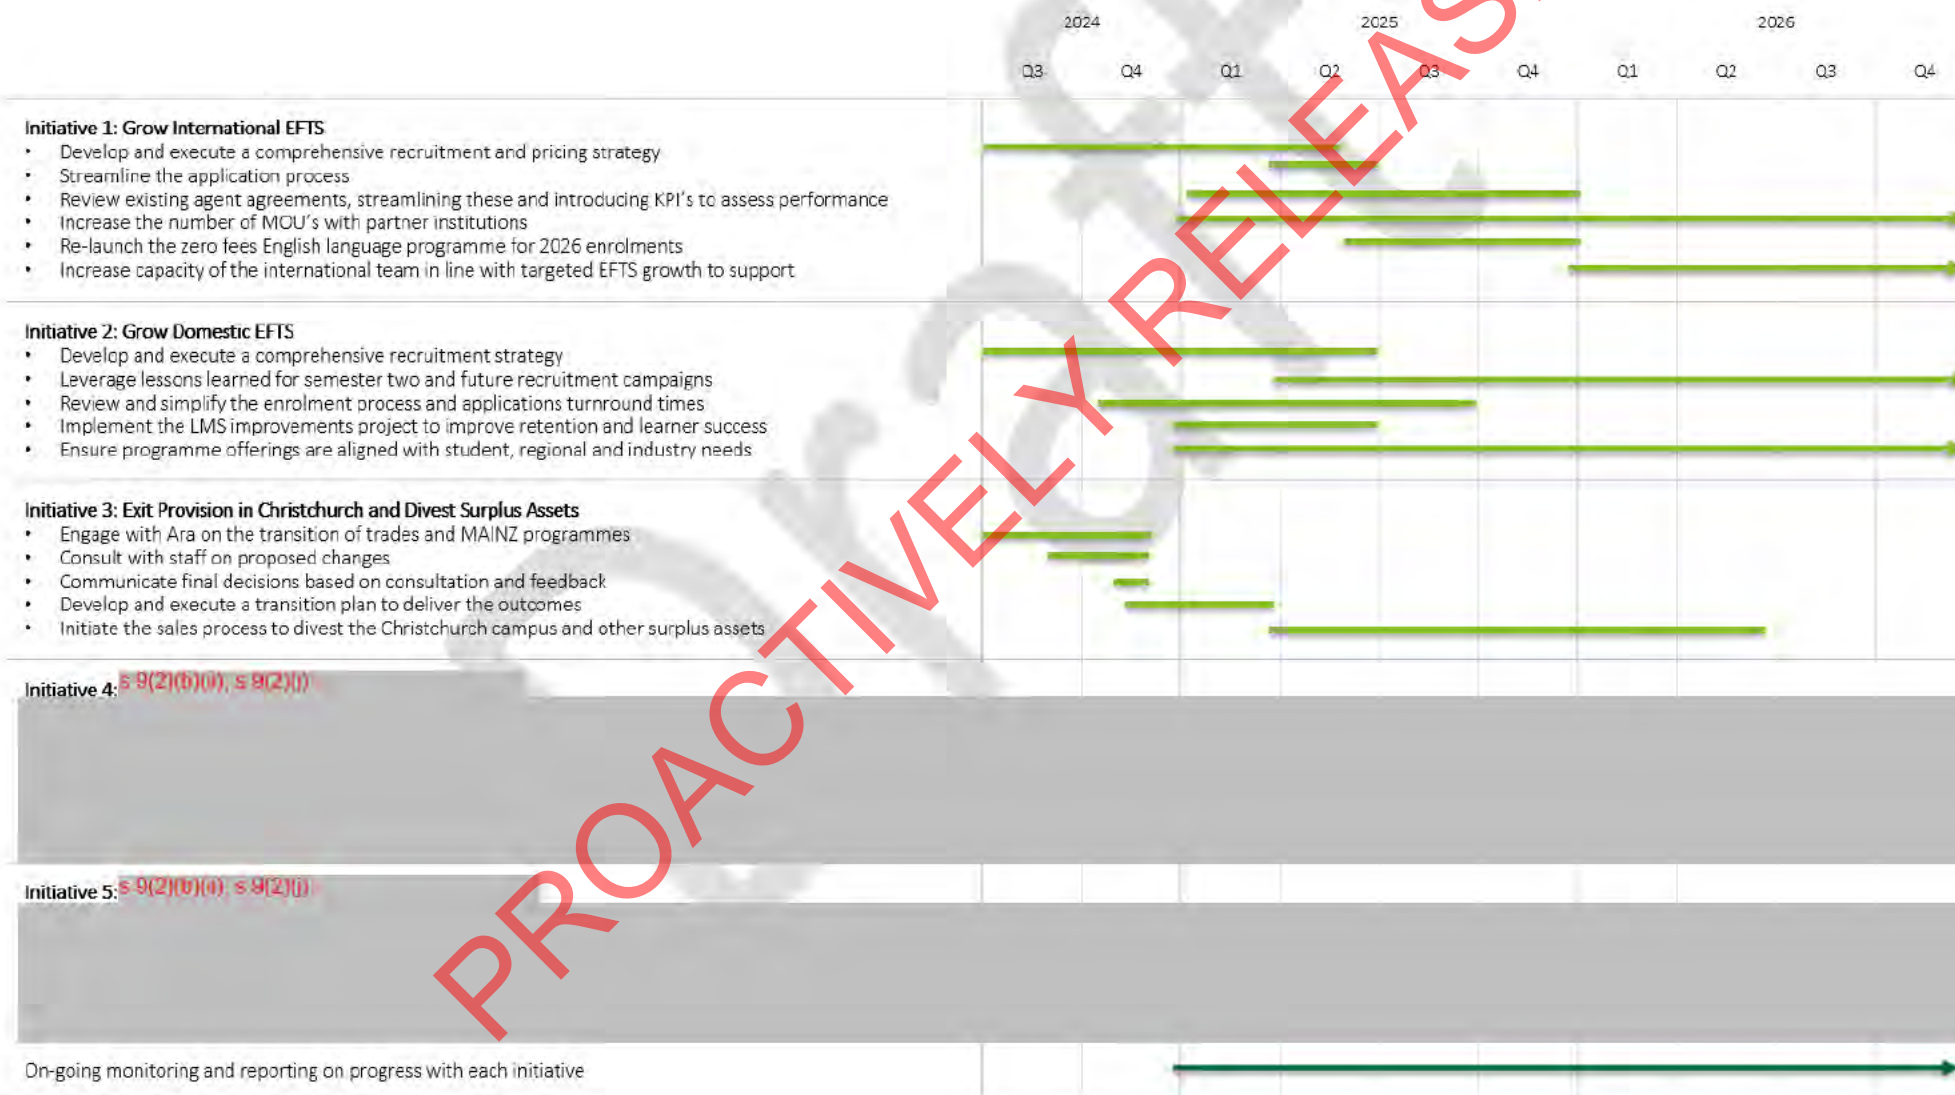 2024 2025 2026
Q3 Q4 Q1 Q2 Q3 Q4 Q1 Q2 Q3 Q4
Initiative 1: Grow International EFTS
• Develop and execute a comprehensive recruitment and pricing strategy
• Streamline the application process
• Review existing agent agreements, streamlining these and introducing KPI's to assess performance
• Increase the number of MOU's with partner institutions
• Re-launch the zero fees English language programme for 2026 enrolments
• Increase capacity of the international team in line with targeted EFTS growth to support
Initiative 2: Grow Domestic EFTS
• Develop and execute a comprehensive recruitment strategy
• Leverage lessons learned for semester two and future recruitment campaigns
• Review and simplify the enrolment process and applications turnround times
• Implement the LMS improvements project to improve retention and learner success
• Ensure programme offerings are aligned with student, regional and industry needs
Initiative 3: Exit Provision in Christchurch and Divest Surplus Assets
• Engage with Ara on the transition of trades and MAINZ programmes
• Consult with staff on proposed changes
• Communicate final decisions based on consultation and feedback
• Develop and execute a transition plan to deliver the outcomes
• Initiate the sales process to divest the Christchurch campus and other surplus assets
Initiative 4: s 9(2)(b)(ii), s 9(2)(j)
Initiative 5: s 9(2)(b)(ii), s 9(2)(j)
On-going monitoring and reporting on progress with each initiative
PROACTIVELY RELEAS
Draft